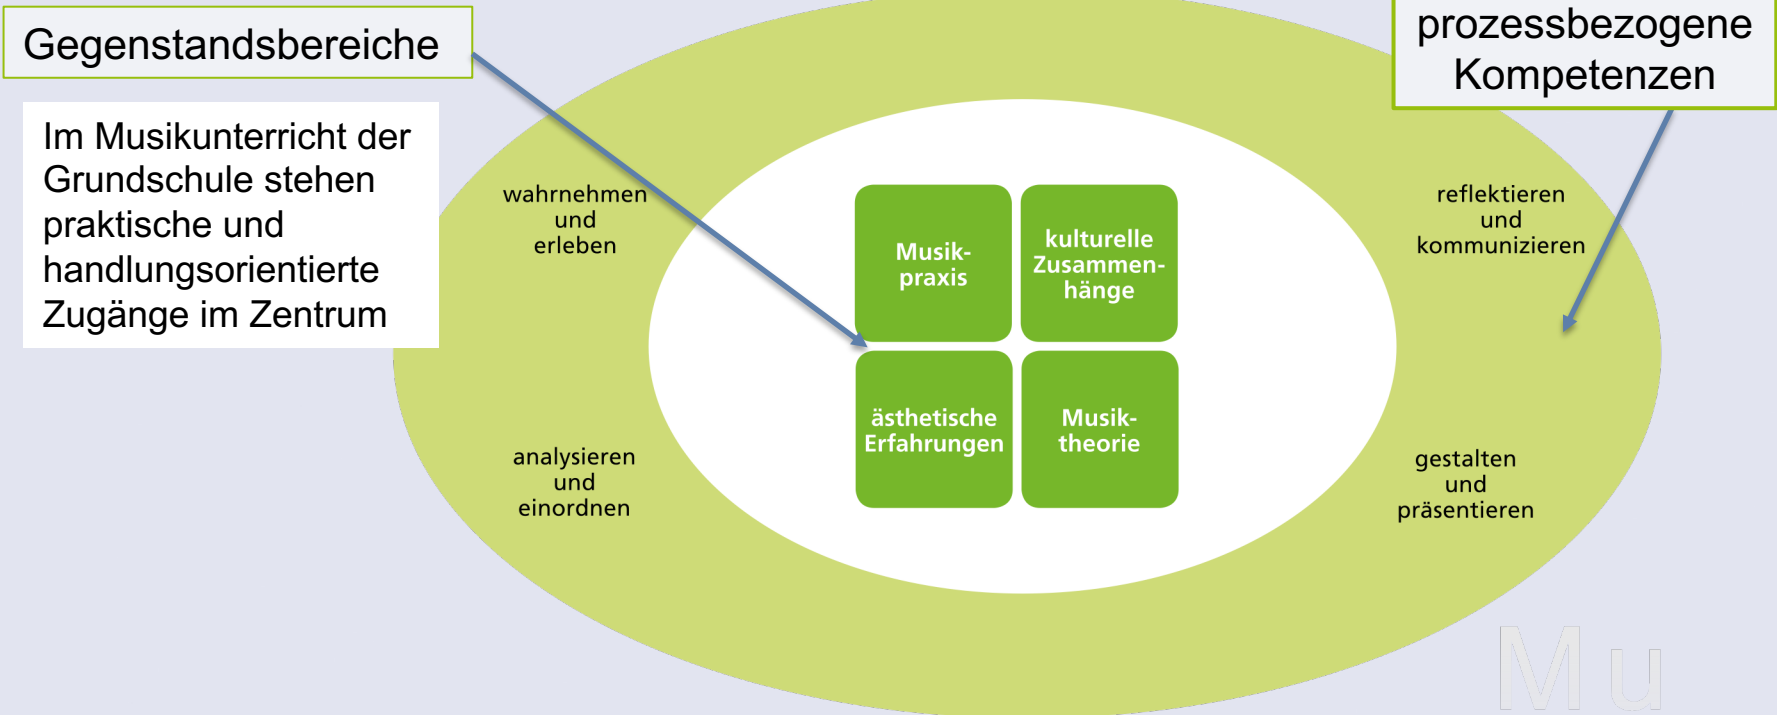 Gegenstandsbereiche
prozessbezogene
Kompetenzen
Im Musikunterricht der
Grundschule stehen
praktische und
handlungsorientierte
Zugänge im Zentrum
wahrnehmen
und
erleben
Musik-
praxis
kulturelle
Zusammen-
hänge
reflektieren
und
kommunizieren
analysieren
und
einordnen
ästhetische
Erfahrungen
Musik-
theorie
gestalten
und
präsentieren
Mu